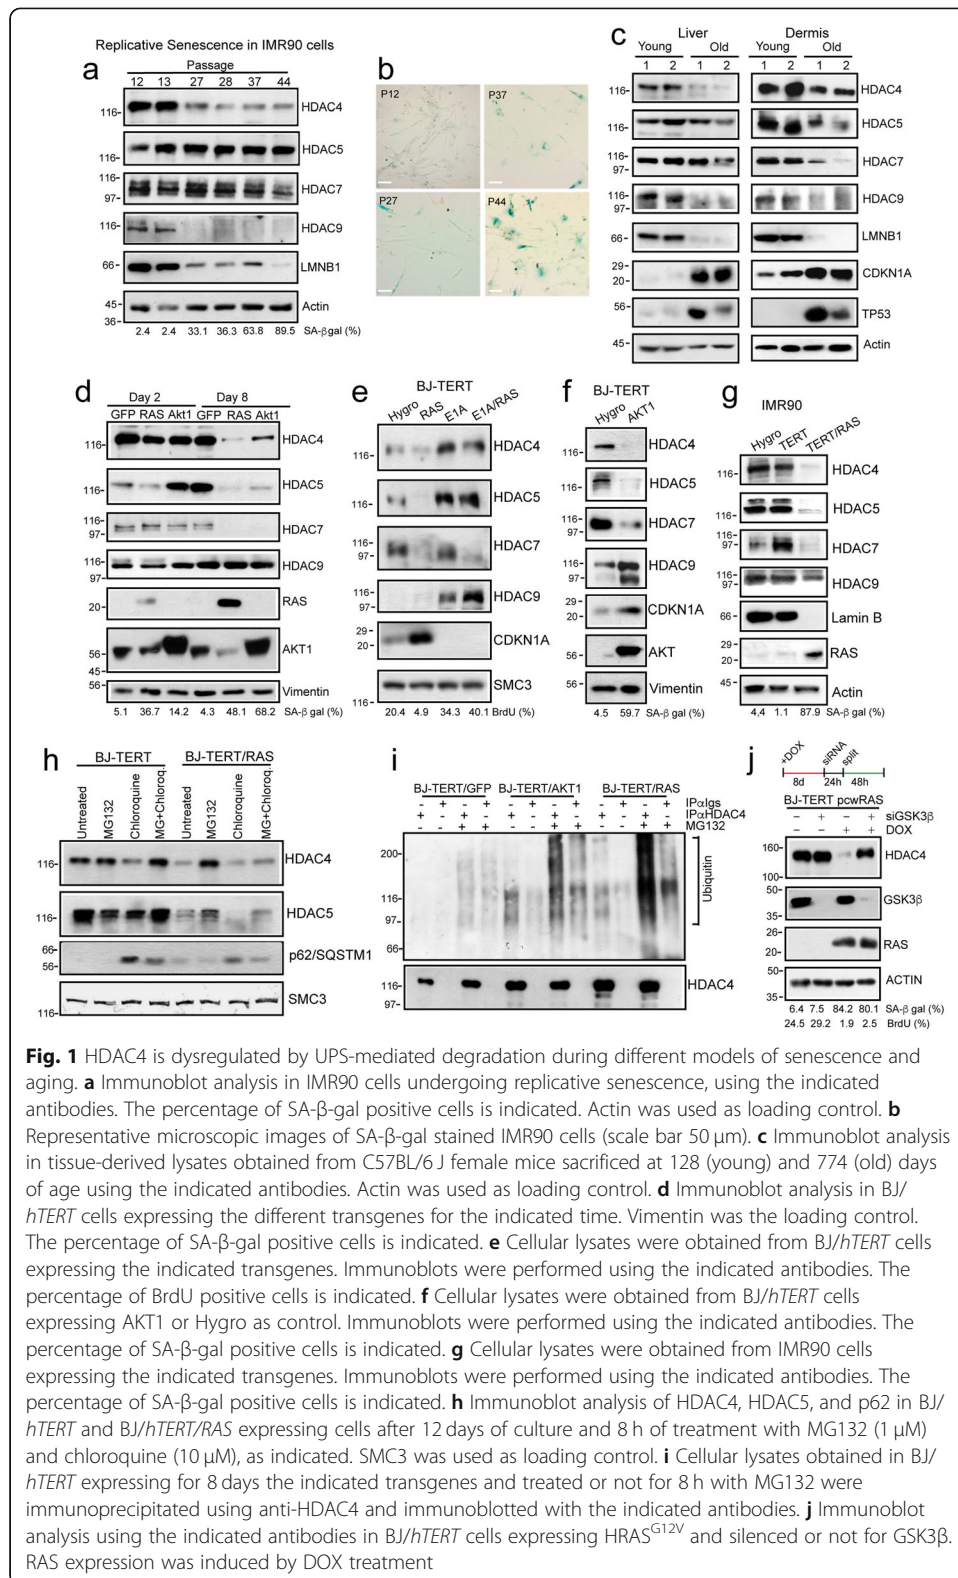 Replicative Senescence in IMR90 cells
a
Passage
12 13 27 28 37 44
116- HDAC4
116- HDAC5
116-
97- HDAC7
116- HDAC9
66- LMNB1
45- Actin
36-
2.4 2.4 33.1 36.3 63.8 89.5 SA-βgal (%)
b
P12 P37
P27 P44
c
Liver Dermis
Young Old Young Old
1 2 1 2 1 2 1 2
116- HDAC4
116- HDAC5
116- HDAC7
116-
97- HDAC9
66- LMNB1
29-
20- CDKN1A
56- TP53
45- Actin
d
Day 2 Day 8
GFP RAS Akt1 GFP RAS Akt1
116- HDAC4
116- HDAC5
116-
97- HDAC7
116-
97- HDAC9
20- RAS
56- AKT1
45-
56- Vimentin
5.1 36.7 14.2 4.3 48.1 68.2 SA-β gal (%)
e
BJ-TERT
Hygro RAS E1A E1A/RAS
116- HDAC4
116- HDAC5
116-
97- HDAC7
116-
97- HDAC9
29-
20- CDKN1A
116- SMC3
20.4 4.9 34.3 40.1 BrdU (%)
f
BJ-TERT
Hygro AKT1
116- HDAC4
116- HDAC5
116-
97- HDAC7
116- HDAC9
97-
20- CDKN1A
56- AKT
56- Vimentin
4.5 59.7 SA-β gal (%)
g
IMR90
Hygro TERT TERT/RAS
116- HDAC4
116- HDAC5
116-
97- HDAC7
116-
97- HDAC9
66- Lamin B
29-
20- RAS
45- Actin
4.4 1.1 87.9 SA-β gal (%)
h
BJ-TERT BJ-TERT/RAS
Untreated MG132 Chloroquine MG+Chloroq. Untreated MG132 Chloroquine MG+Chloroq.
116- HDAC4
116- HDAC5
66-
56- p62/SQSTM1
116- SMC3
i
BJ-TERT/GFP BJ-TERT/AKT1 BJ-TERT/RAS
IPαIgs
IPαHDAC4
MG132
200-
116-
97-
66-
Ubiquitin
116- HDAC4
97-
j
+DOX siRNA split
8d 24h 48h
BJ-TERT pcwRAS
- + - + siGSK3β
- - + + DOX
160- HDAC4
100-
50- GSK3β
35-
26- RAS
20-
50- ACTIN
35-
6.4 7.5 84.2 80.1 SA-β gal (%)
24.5 29.2 1.9 2.5 BrdU (%)
Fig. 1 HDAC4 is dysregulated by UPS-mediated degradation during different models of senescence and
aging. a Immunoblot analysis in IMR90 cells undergoing replicative senescence, using the indicated
antibodies. The percentage of SA-β-gal positive cells is indicated. Actin was used as loading control. b
Representative microscopic images of SA-β-gal stained IMR90 cells (scale bar 50 μm). c Immunoblot analysis
in tissue-derived lysates obtained from C57BL/6 J female mice sacrificed at 128 (young) and 774 (old) days
of age using the indicated antibodies. Actin was used as loading control. d Immunoblot analysis in BJ/
hTERT cells expressing the different transgenes for the indicated time. Vimentin was the loading control.
The percentage of SA-β-gal positive cells is indicated. e Cellular lysates were obtained from BJ/hTERT cells
expressing the indicated transgenes. Immunoblots were performed using the indicated antibodies. The
percentage of BrdU positive cells is indicated. f Cellular lysates were obtained from BJ/hTERT cells
expressing AKT1 or Hygro as control. Immunoblots were performed using the indicated antibodies. The
percentage of SA-β-gal positive cells is indicated. g Cellular lysates were obtained from IMR90 cells
expressing the indicated transgenes. Immunoblots were performed using the indicated antibodies. The
percentage of SA-β-gal positive cells is indicated. h Immunoblot analysis of HDAC4, HDAC5, and p62 in BJ/
hTERT and BJ/hTERT/RAS expressing cells after 12 days of culture and 8 h of treatment with MG132 (1 μM)
and chloroquine (10 μM), as indicated. SMC3 was used as loading control. i Cellular lysates obtained in BJ/
hTERT expressing for 8 days the indicated transgenes and treated or not for 8 h with MG132 were
immunoprecipitated using anti-HDAC4 and immunoblotted with the indicated antibodies. j Immunoblot
analysis using the indicated antibodies in BJ/hTERT cells expressing HRASG12V and silenced or not for GSK3β.
RAS expression was induced by DOX treatment